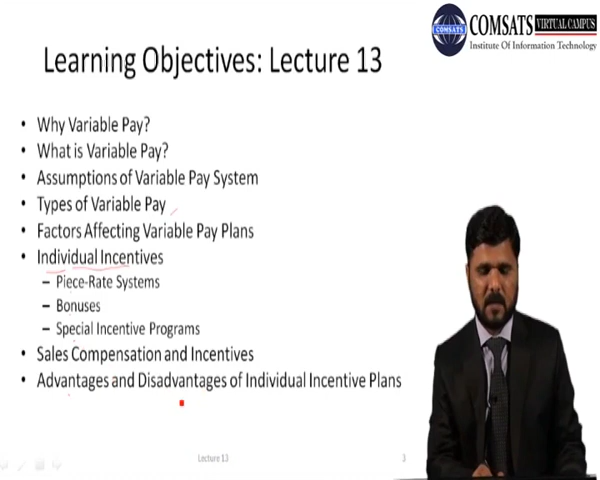 COMSATS VIRTUAL CAMPUS
Institute Of Information Technology
COMSATS
Learning Objectives: Lecture 13
• Why Variable Pay?
• What is Variable Pay?
• Assumptions of Variable Pay System
• Types of Variable Pay
• Factors Affecting Variable Pay Plans
• Individual Incentives
– Piece-Rate Systems
– Bonuses
– Special Incentive Programs
• Sales Compensation and Incentives
• Advantages and Disadvantages of Individual Incentive Plans
Lecture 13
3